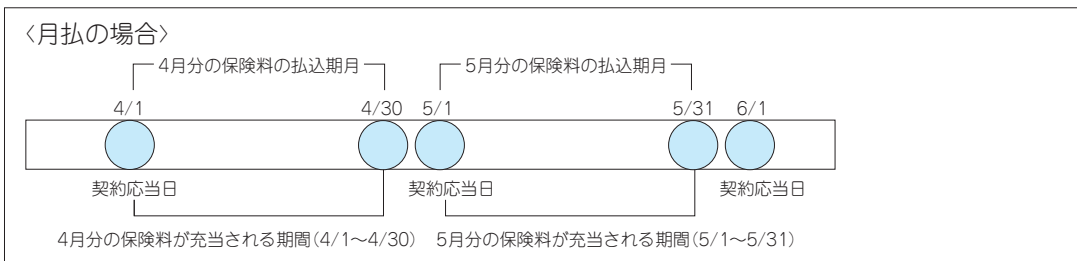 〈月払の場合〉
4月分の保険料の払込期月 5月分の保険料の払込期月
4/1 4/30 5/1 5/31 6/1
契約応当日 契約応当日 契約応当日
4月分の保険料が充当される期間(4/1〜4/30) 5月分の保険料が充当される期間(5/1〜5/31)